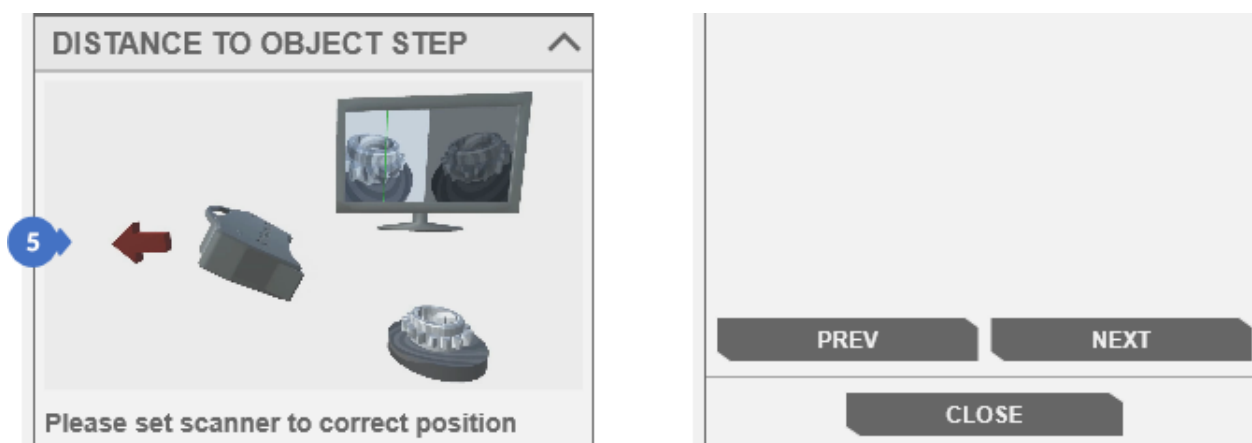 DISTANCE TO OBJECT STEP
5
Please set scanner to correct position
PREV
NEXT
CLOSE